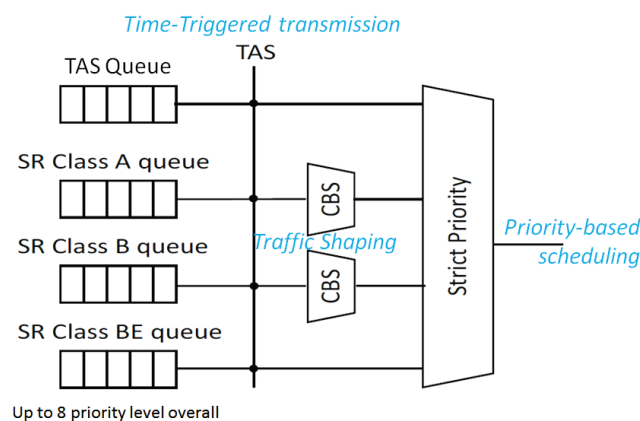 Time-Triggered transmission
TAS
TAS Queue
SR Class A queue
CBS
Strict Priority
SR Class B queue
Traffic Shaping
Priority-based
scheduling
CBS
SR Class BE queue
Up to 8 priority level overall